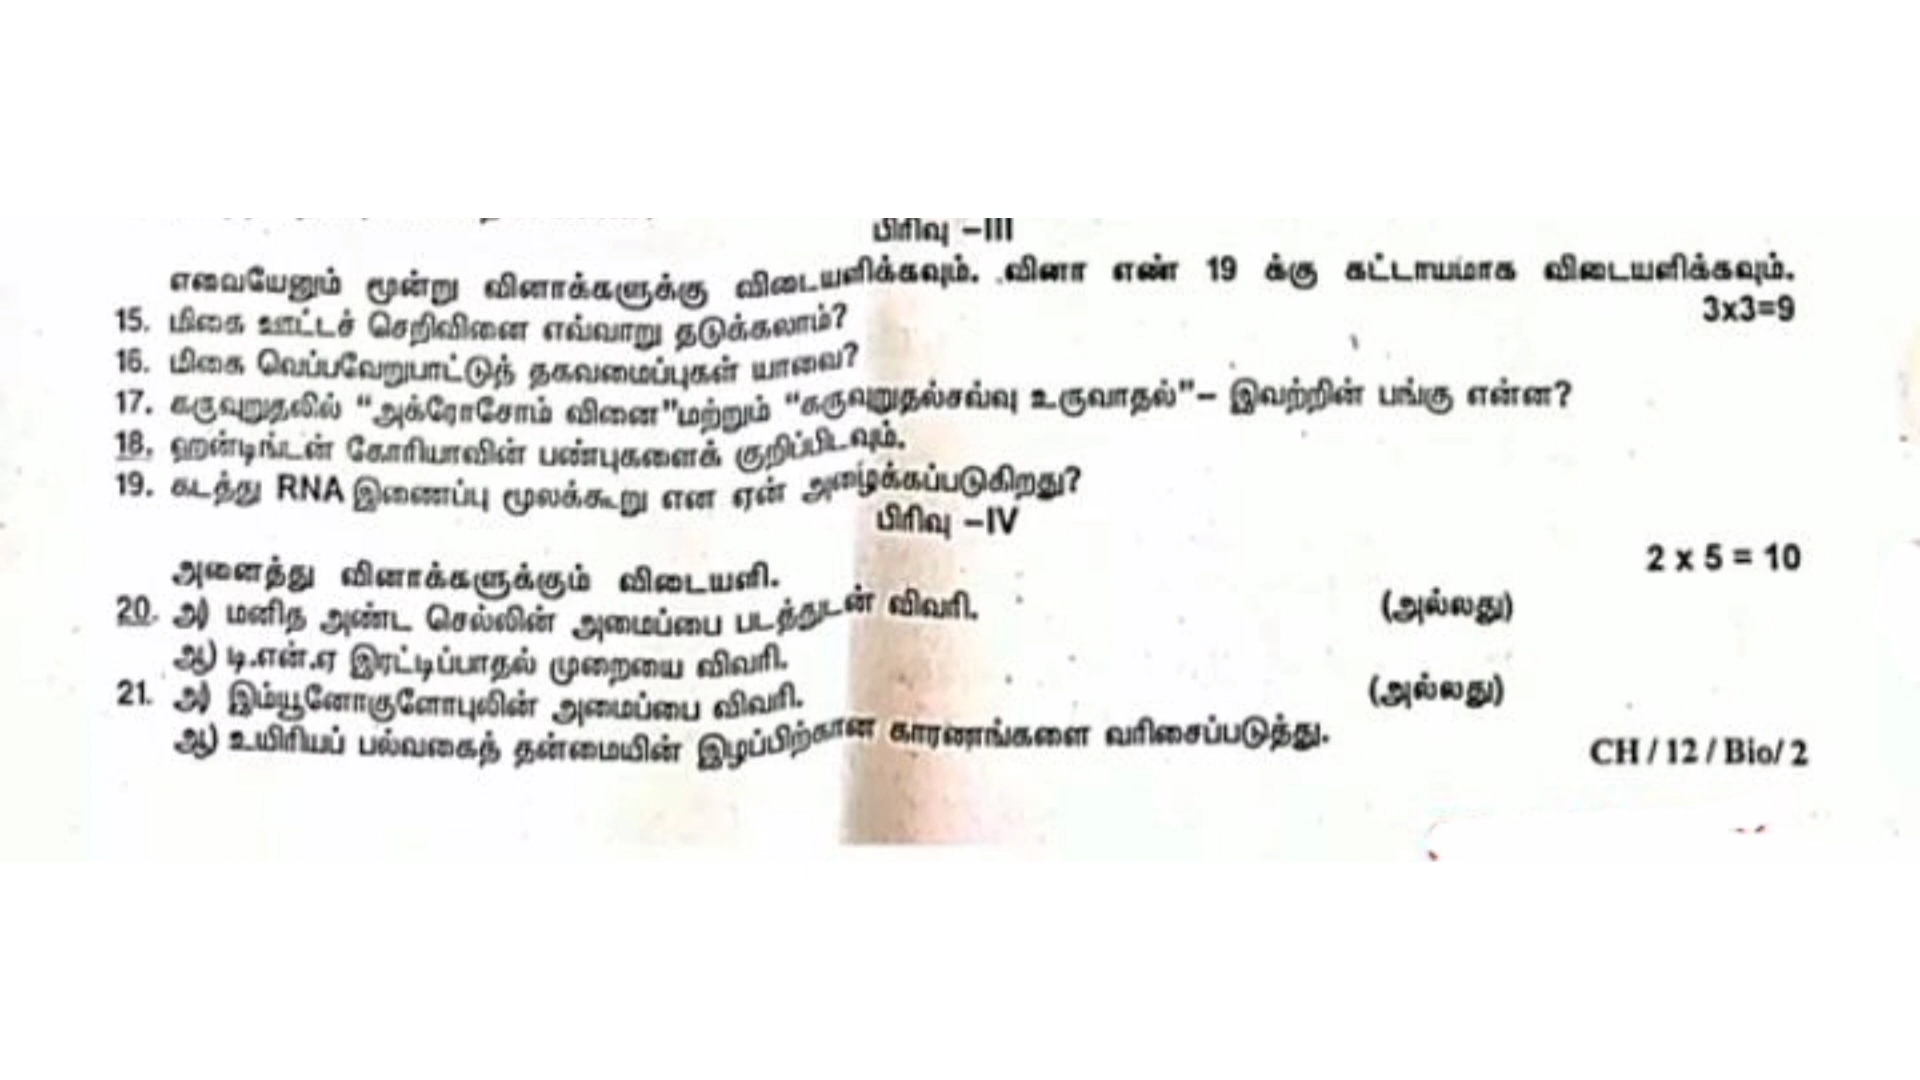 பிரிவு –III
எவையேனும் மூன்று வினாக்களுக்கு விடையளிக்கவும். வினா எண் 19 க்கு கட்டாயமாக விடையளிக்கவும்.
3x3=9
15. மிகை ஊட்டச் செறிவினை எவ்வாறு தடுக்கலாம்?
16. மிகை வெப்பவேறுபாட்டுந் தகவமைப்புகள் யாவை?
17. கருவுறுதலில் “அக்ரோசோம் வினை”மற்றும் “கருவுறுதல்சவ்வு உருவாதல்”– இவற்றின் பங்கு என்ன?
18. ஹன்டிங்டன் கோரியாவின் பண்புகளைக் குறிப்பிடவும்.
19. கடத்து RNA இணைப்பு மூலக்கூறு என ஏன் அழைக்கப்படுகிறது?
பிரிவு –IV
அனைத்து வினாக்களுக்கும் விடையளி.
2 x 5 = 10
20. அ) மனித அண்ட செல்லின் அமைப்பை படத்துடன் விவரி. (அல்லது)
ஆ) டி.என்.ஏ இரட்டிப்பாதல் முறையை விவரி.
21. அ) இம்யூனோகுளோபுலின் அமைப்பை விவரி. (அல்லது)
ஆ) உயிரியப் பல்வகைத் தன்மையின் இழப்பிற்கான காரணங்களை வரிசைப்படுத்து.
CH / 12 / Bio/ 2